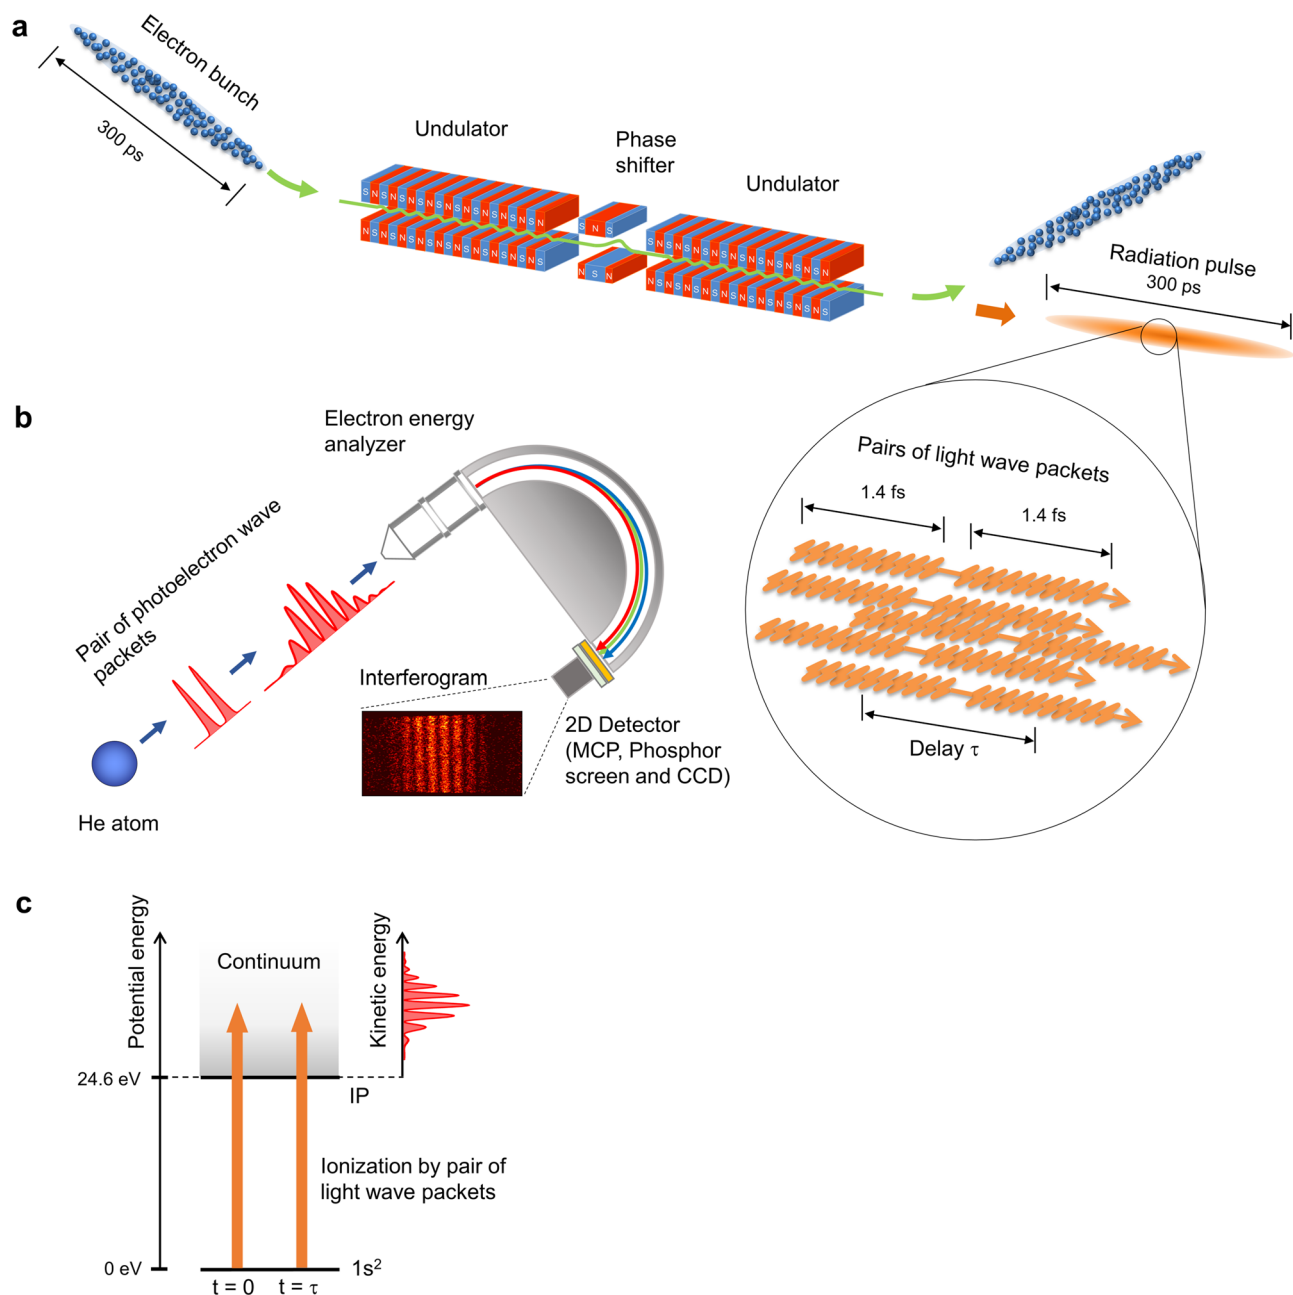 a
Electron bunch
300 ps
Undulator
Phase
shifter
Undulator
S N S N S N S N S N S N S N S N
N S N S N S N S N S N S N S
S N S
N S N
Radiation pulse
300 ps
b
Electron energy
analyzer
Pair of photoelectron wave
packets
Interferogram
He atom
2D Detector
(MCP, Phosphor
screen and CCD)
Pairs of light wave packets
1.4 fs
1.4 fs
Delay τ
c
Potential energy
Continuum
Kinetic energy
24.6 eV
IP
Ionization by pair of
light wave packets
0 eV
1s²
t = 0
t = τ